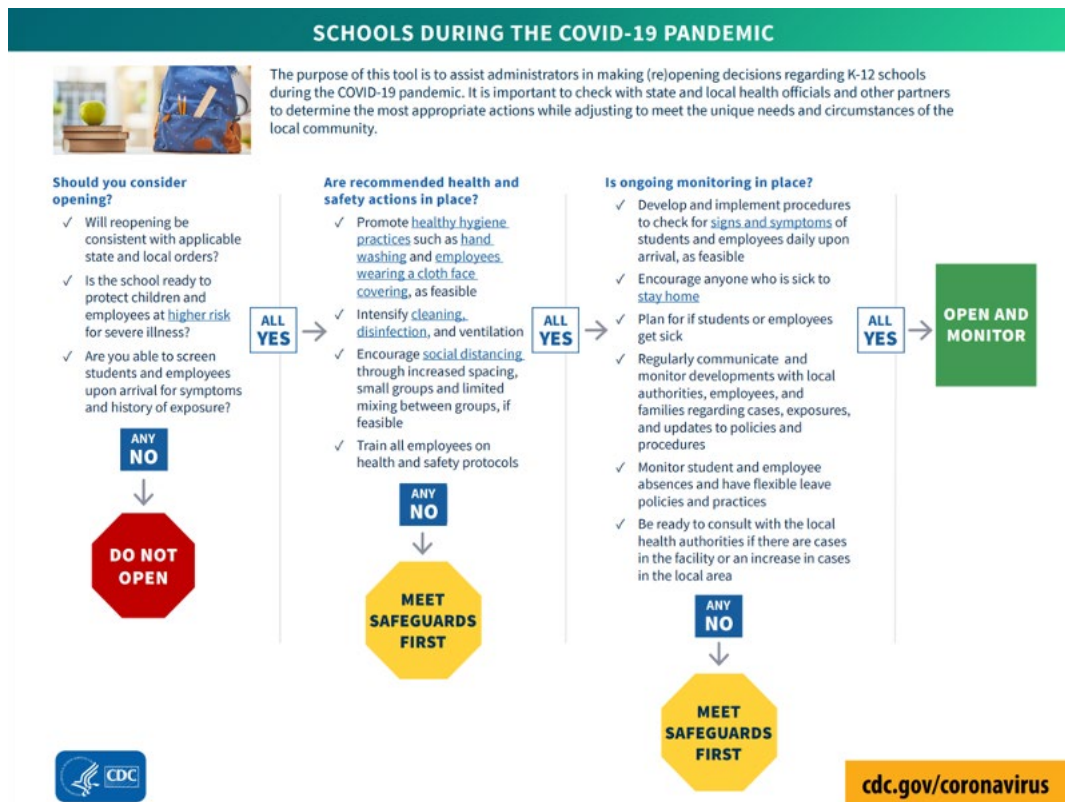 SCHOOLS DURING THE COVID-19 PANDEMIC
The purpose of this tool is to assist administrators in making (re)opening decisions regarding K-12 schools
during the COVID-19 pandemic. It is important to check with state and local health officials and other partners
to determine the most appropriate actions while adjusting to meet the unique needs and circumstances of the
local community.
Should you consider
opening?
✓ Will reopening be
consistent with applicable
state and local orders?
✓ Is the school ready to
protect children and
employees at higher risk
for severe illness?
✓ Are you able to screen
students and employees
upon arrival for symptoms
and history of exposure?
ANY
NO
DO NOT
OPEN
ALL
YES
Are recommended health and
safety actions in place?
✓ Promote healthy hygiene
practices such as hand
washing and employees
wearing a cloth face
covering, as feasible
✓ Intensify cleaning,
disinfection, and ventilation
✓ Encourage social distancing
through increased spacing,
small groups and limited
mixing between groups, if
feasible
✓ Train all employees on
health and safety protocols
ANY
NO
MEET
SAFEGUARDS
FIRST
ALL
YES
Is ongoing monitoring in place?
✓ Develop and implement procedures
to check for signs and symptoms of
students and employees daily upon
arrival, as feasible
✓ Encourage anyone who is sick to
stay home
✓ Plan for if students or employees
get sick
✓ Regularly communicate and
monitor developments with local
authorities, employees, and
families regarding cases, exposures,
and updates to policies and
procedures
✓ Monitor student and employee
absences and have flexible leave
policies and practices
✓ Be ready to consult with the local
health authorities if there are cases
in the facility or an increase in cases
in the local area
ANY
NO
MEET
SAFEGUARDS
FIRST
ALL
YES
OPEN AND
MONITOR
CDC
cdc.gov/coronavirus